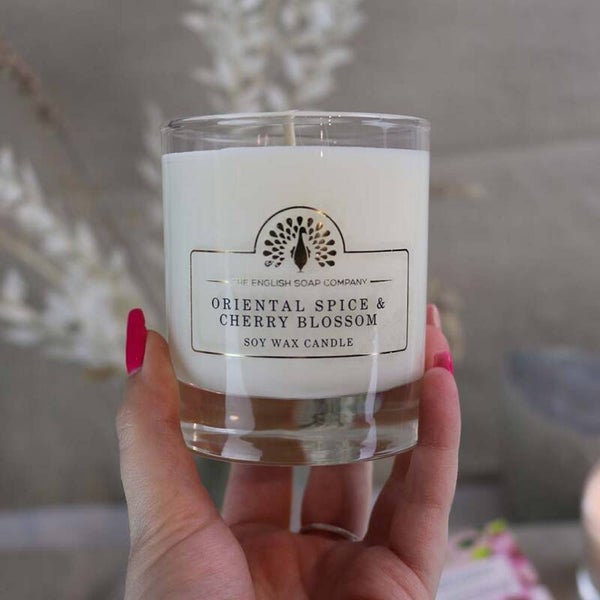 THE ENGLISH SOAP COMPANY
ORIENTAL SPICE &
CHERRY BLOSSOM
SOY WAX CANDLE